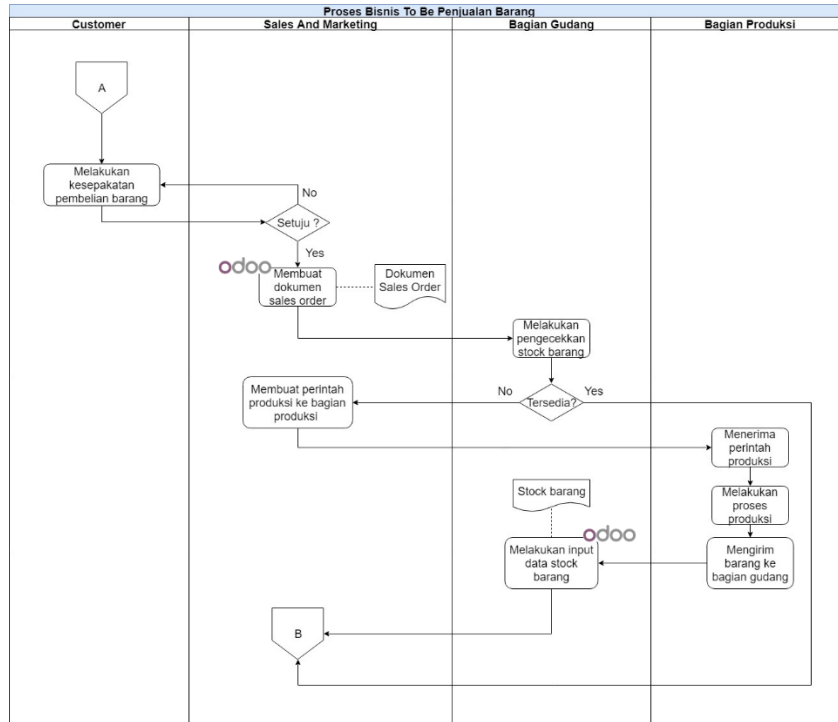 Proses Bisnis To Be Penjualan Barang
Customer
Sales And Marketing
Bagian Gudang
Bagian Produksi
A
Melakukan
kesepakatan
pembelian barang
No
Setuju ?
Yes
odoo
Membuat
dokumen
sales order
Dokumen
Sales Order
Melakukan
pengecekkan
stock barang
Membuat perintah
produksi ke bagian
produksi
No
Tersedia?
Yes
Menerima
perintah
produksi
Stock barang
Melakukan
proses
produksi
odoo
Melakukan input
data stock
barang
Mengirim
barang ke
bagian gudang
B